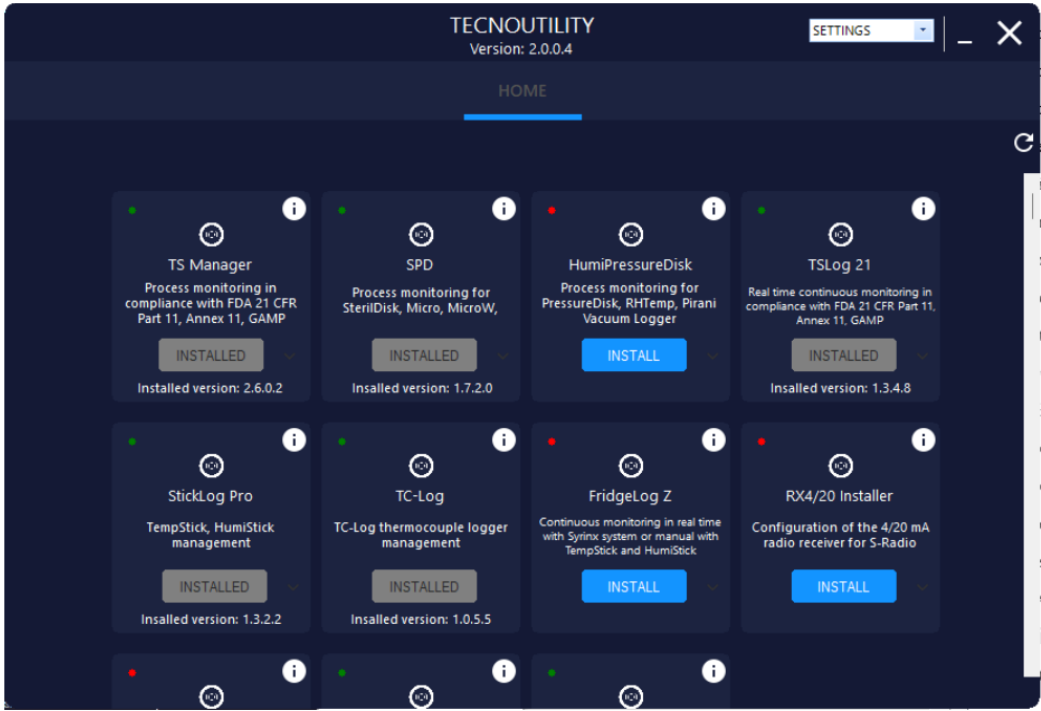 TECNOUTILITY
Version: 2.0.0.4
SETTINGS
HOME
TS Manager
Process monitoring in
compliance with FDA 21 CFR
Part 11, Annex 11, GAMP
INSTALLED
Installed version: 2.6.0.2
SPD
Process monitoring for
SterilDisk, Micro, MicroW,
INSTALLED
Insalled version: 1.7.2.0
HumiPressureDisk
Process monitoring for
PressureDisk, RHTemp, Pirani
Vacuum Logger
INSTALL
TSLog 21
Real time continuous monitoring in
compliance with FDA 21 CFR Part 11,
Annex 11, GAMP
INSTALLED
Insalled version: 1.3.4.8
StickLog Pro
TempStick, HumiStick
management
INSTALLED
Insalled version: 1.3.2.2
TC-Log
TC-Log thermocouple logger
management
INSTALLED
Insalled version: 1.0.5.5
FridgeLog Z
Continuous monitoring in real time
with Syrinx system or manual with
TempStick and HumiStick
INSTALL
RX4/20 Installer
Configuration of the 4/20 mA
radio receiver for S-Radio
INSTALL